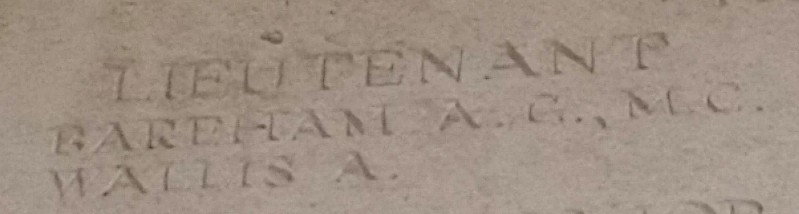 LIEUTENANT
BAREHAM A. G., M.C.
WALLIS A.